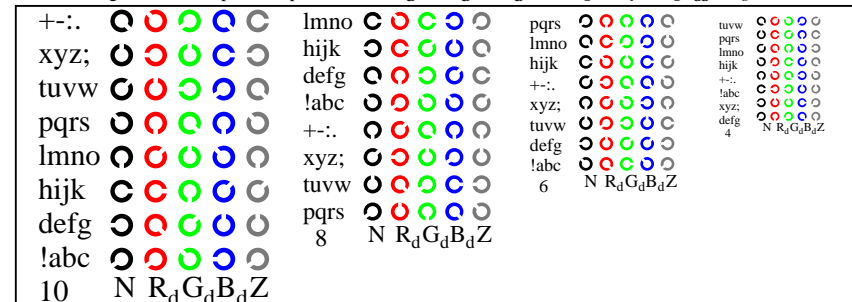 +-:.
xyz;
tuvw
pqrs
lmno
hijk
defg
!abc
10 N RdGdBdZ
lmno
hijk
defg
!abc
+-:.
xyz;
tuvw
pqrs
8 N RdGdBdZ
pqrs
lmno
hijk
+-:.
xyz;
tuvw
defg
!abc
6 N RdGdBdZ
tuvw
pqrs
lmno
hijk
+-:.
!abc
xyz;
defg
4 N RdGdBdZ